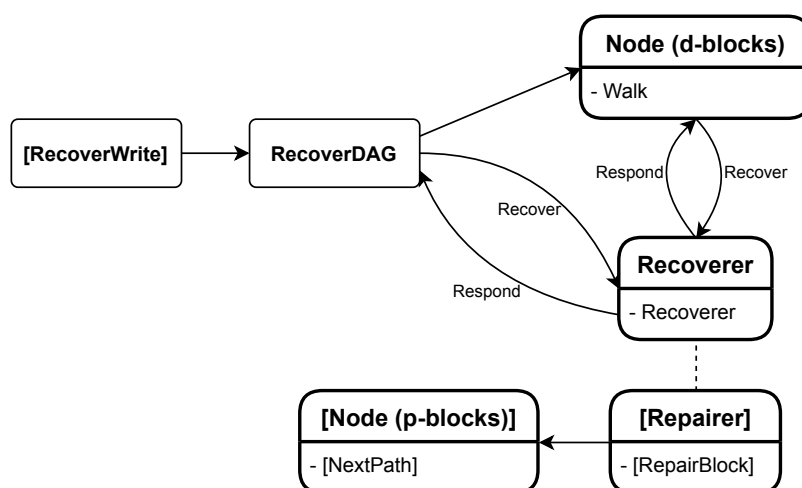 Node (d-blocks)
- Walk
[RecoverWrite]
RecoverDAG
Respond
Recover
Recover
Respond
Recoverer
- Recoverer
[Node (p-blocks)]
- [NextPath]
[Repairer]
- [RepairBlock]